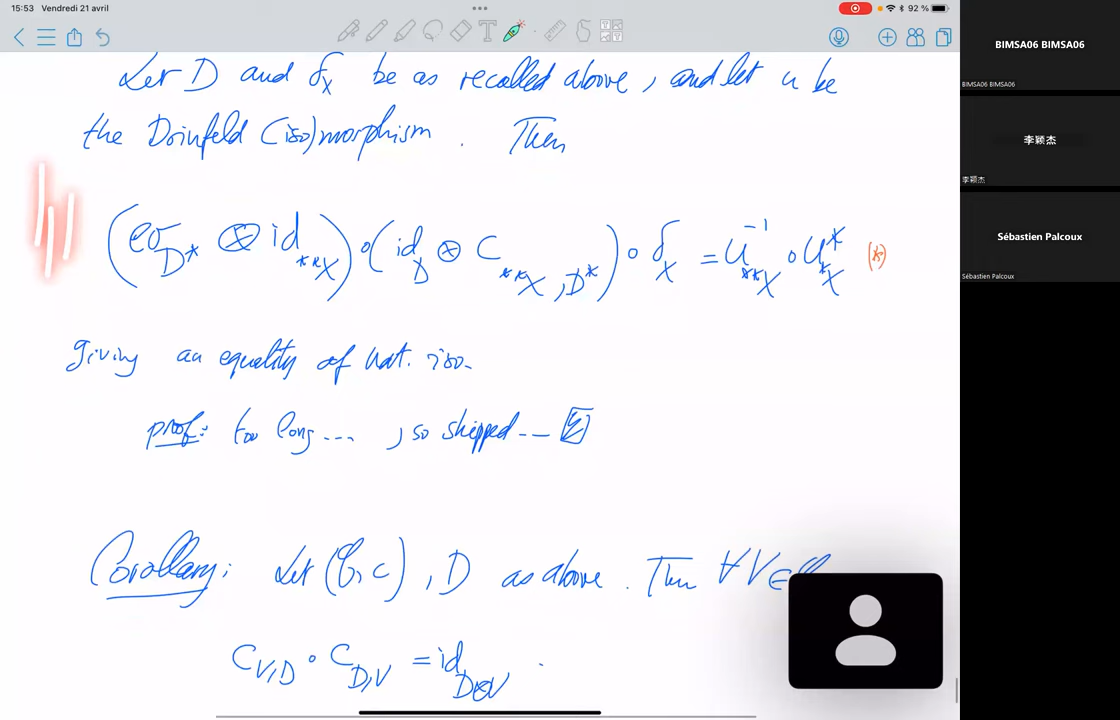 15:53 Vendredi 21 avril
92 %
Let D and δ_X be as recalled above, and let u be
the Drinfeld (iso)morphism. Then
(ev_{D*} ⊗ id_{**X}) ∘ (id_D ⊗ C_{**X, D*}) ∘ δ_X = u^{-1}_{**X} ∘ u^*_{*X} (*)
giving an equality of nat. iso.
proof: too long ..., so skipped ...
Corollary: Let (C, c), D as above. Then ∀ V ∈
C_{V,D} ∘ C_{D,V} = id_{D⊗V}
BIMSA06 BIMSA06
BIMSA06 BIMSA06
李颖杰
李颖杰
Sébastien Palcoux
Sébastien Palcoux